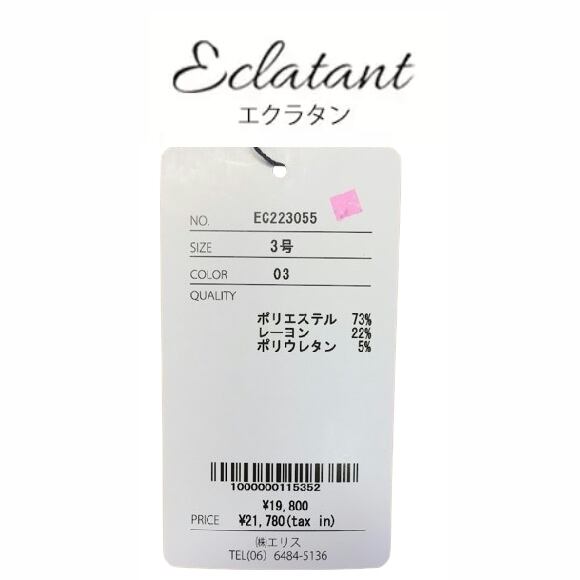 Eclatant
エクラタン
NO. EC223055
SIZE 3号
COLOR 03
QUALITY
ポリエステル 73%
レーヨン 22%
ポリウレタン 5%
1000000115352
¥19,800
PRICE ¥21,780(tax in)
㈱エリス
TEL(06) 6484-5136